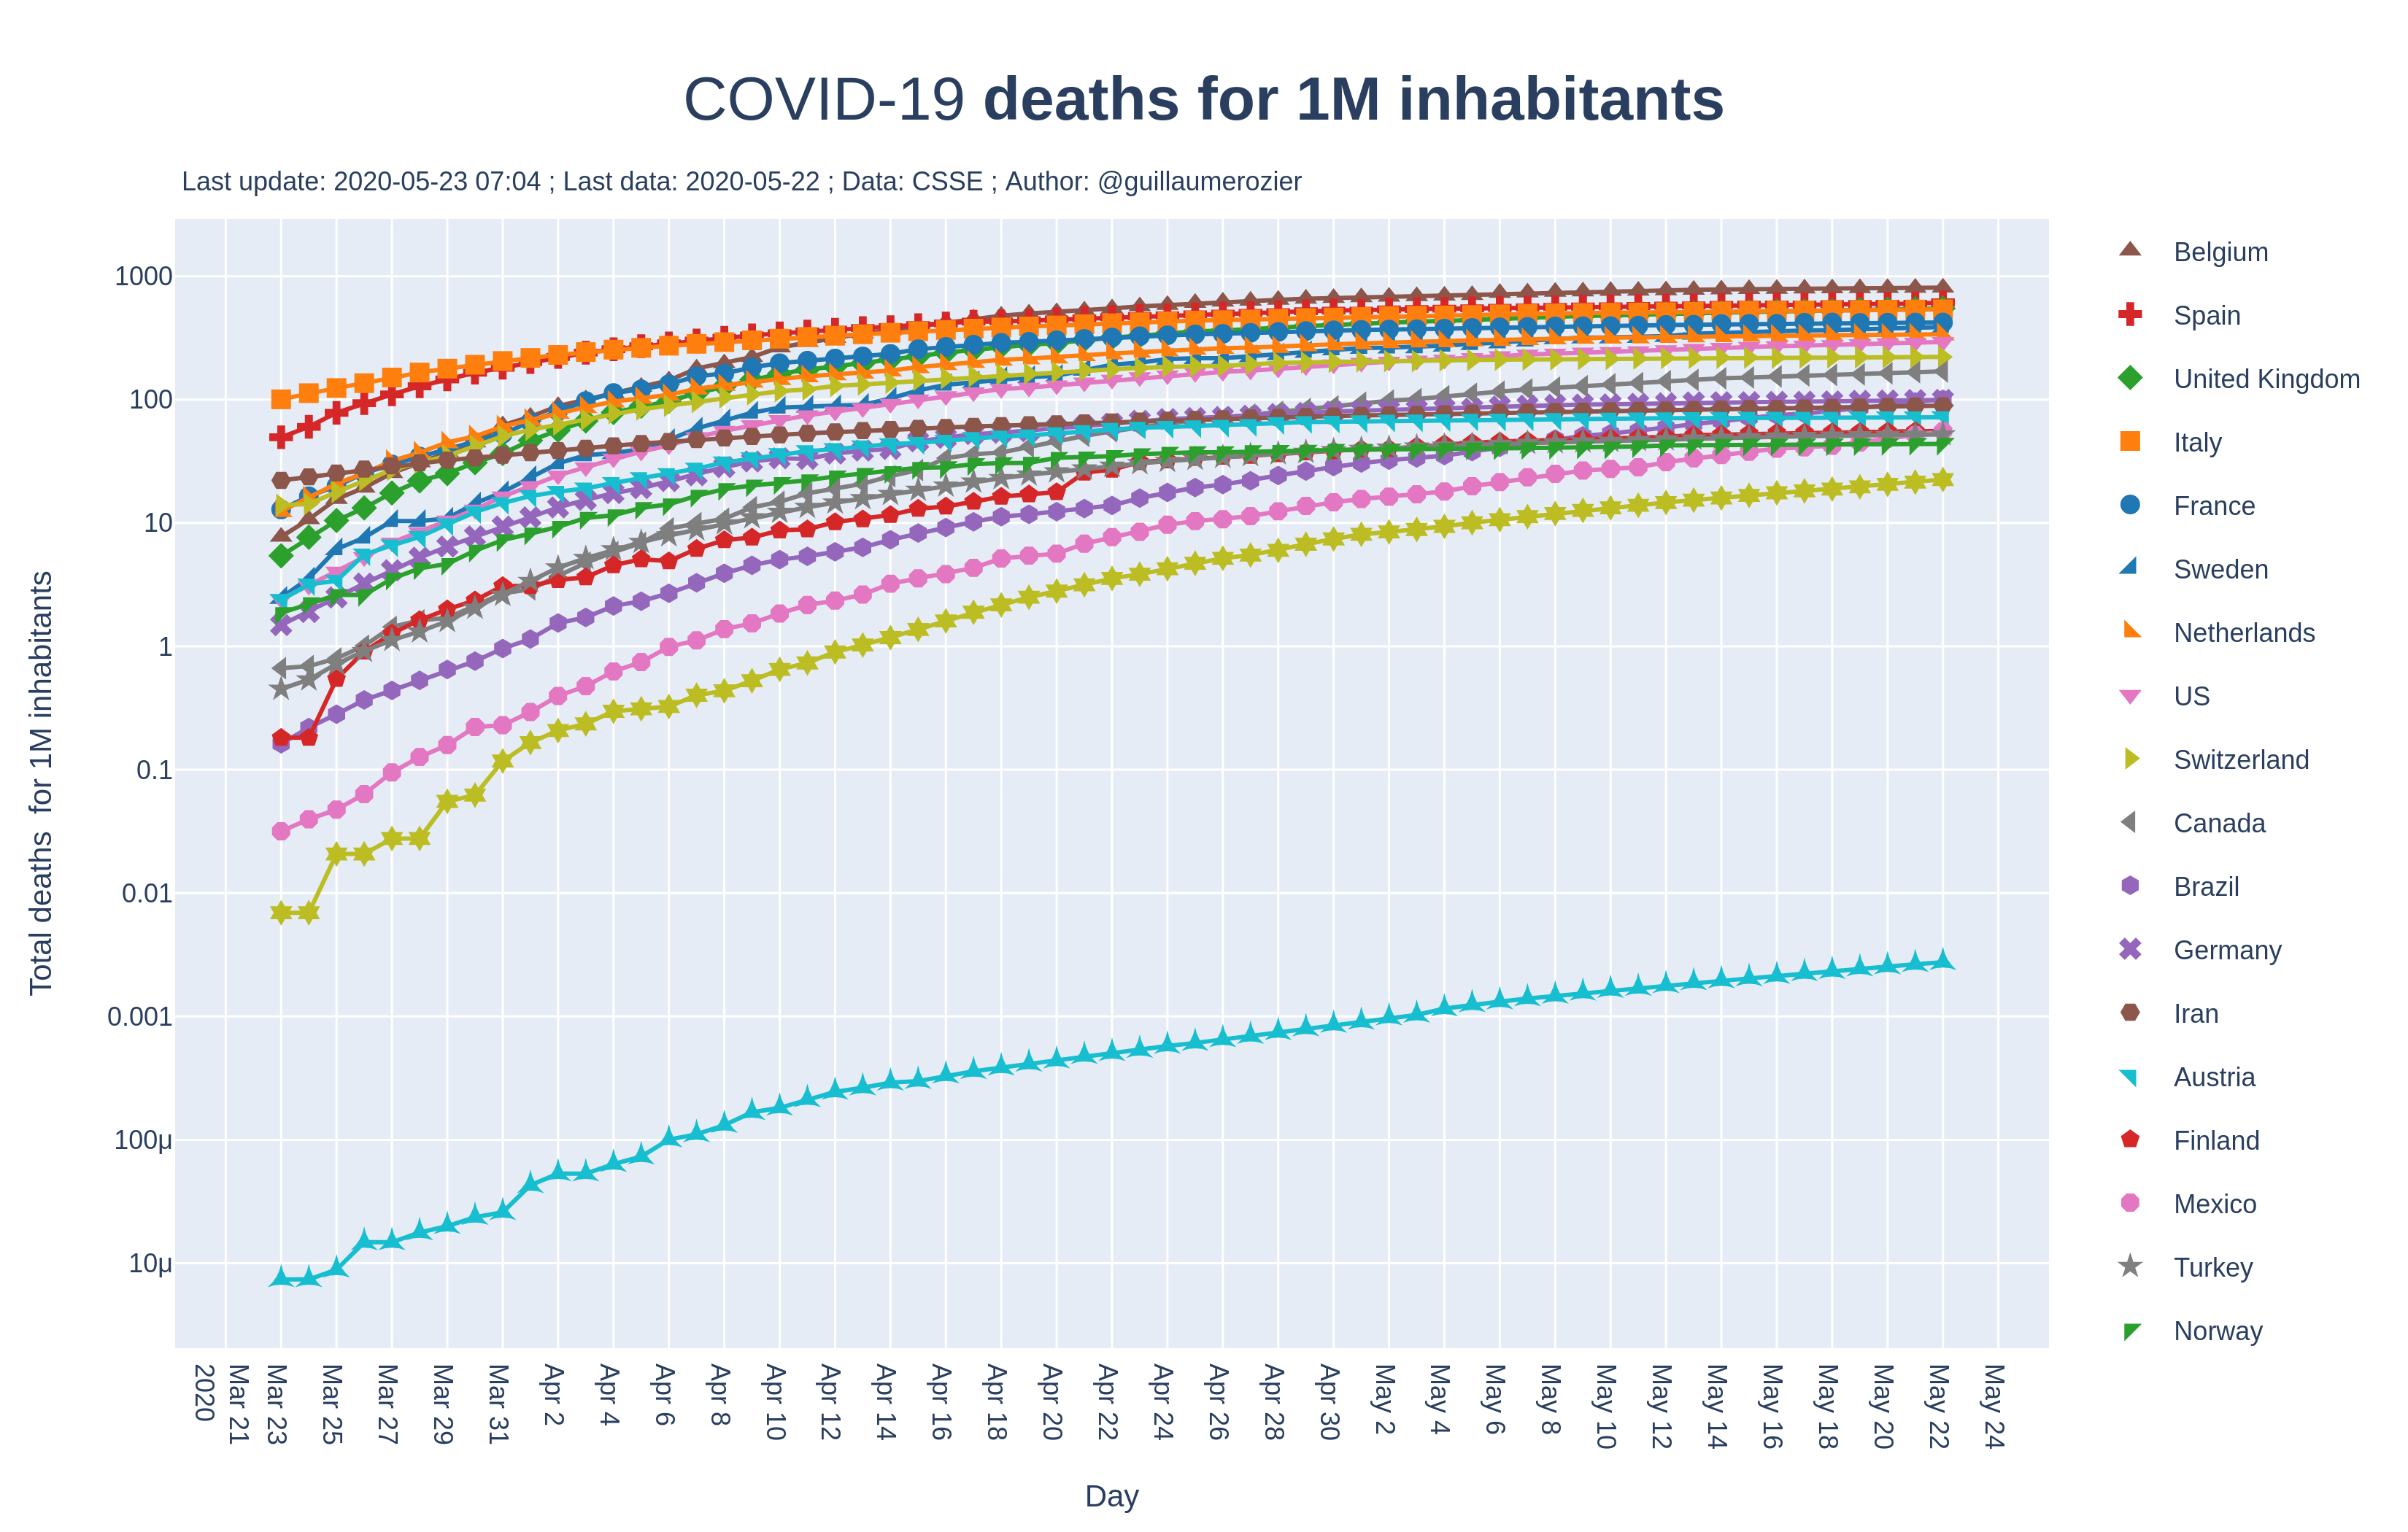 COVID-19 deaths for 1M inhabitants
Last update: 2020-05-23 07:04 ; Last data: 2020-05-22 ; Data: CSSE ; Author: @guillaumerozier
Total deaths  for 1M inhabitants
1000
100
10
1
0.1
0.01
0.001
100μ
10μ
Mar 21
2020
Mar 23
Mar 25
Mar 27
Mar 29
Mar 31
Apr 2
Apr 4
Apr 6
Apr 8
Apr 10
Apr 12
Apr 14
Apr 16
Apr 18
Apr 20
Apr 22
Apr 24
Apr 26
Apr 28
Apr 30
May 2
May 4
May 6
May 8
May 10
May 12
May 14
May 16
May 18
May 20
May 22
May 24
Day
Belgium
Spain
United Kingdom
Italy
France
Sweden
Netherlands
US
Switzerland
Canada
Brazil
Germany
Iran
Austria
Finland
Mexico
Turkey
Norway